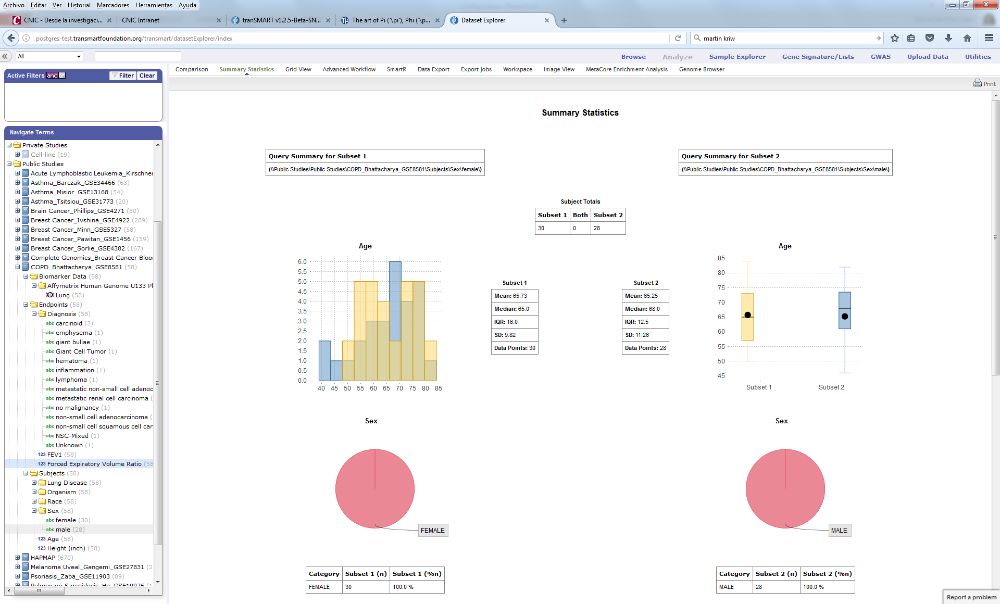 Archivo Editar Ver Historial Marcadores Herramientas Ayuda
CNIC - Desde la investigaci...
CNIC Intranet
tranSMART v1.2.5-Beta-SN...
The art of Pi ('\pi'), Phi ('\p...
Dataset Explorer
postgres-test.transmartfoundation.org/transmart/datasetExplorer/index
martin kriw
All
Browse Analyze Sample Explorer Gene Signature/Lists GWAS Upload Data Utilities
Comparison Summary Statistics Grid View Advanced Workflow SmartR Data Export Export Jobs Workspace Image View MetaCore Enrichment Analysis Genome Browser
Print
Active Filters and or Filter Clear
Navigate Terms
Private Studies
Cell-line (19)
Public Studies
Acute Lymphoblastic Leukemia_Kirschner
Asthma_Barczak_GSE34466 (63)
Asthma_Misior_GSE13168 (54)
Asthma_Tsitsiou_GSE31773 (20)
Brain Cancer_Phillips_GSE4271 (80)
Breast Cancer_Ivshina_GSE4922 (289)
Breast Cancer_Minn_GSE5327 (58)
Breast Cancer_Pawitan_GSE1456 (159)
Breast Cancer_Sorlie_GSE4382 (167)
Complete Genomics_Breast Cancer Bloo
COPD_Bhattacharya_GSE8581 (58)
Biomarker Data (58)
Affymetrix Human Genome U133 Pl
Lung (58)
Endpoints (58)
Diagnosis (58)
abc carcinoid (3)
abc emphysema (1)
abc giant bullae (1)
abc Giant Cell Tumor (1)
abc hematoma (1)
abc inflammation (1)
abc lymphoma (1)
abc metastatic non-small cell adenoc
abc metastatic renal cell carcinoma (
abc no malignancy (1)
abc non-small cell adenocarcinoma (
abc non-small cell squamous cell car
abc NSC-Mixed (1)
abc Unknown (1)
123 FEV1 (58)
123 Forced Expiratory Volume Ratio (58
Subjects (58)
Lung Disease (58)
Organism (58)
Race (58)
Sex (58)
abc female (30)
abc male (28)
123 Age (58)
123 Height (inch) (58)
HAPMAP (670)
Melanoma Uveal_Gangemi_GSE27831 (2
Psoriasis_Zaba_GSE11903 (89)
Pulmonary Sarcoidosis_Ho_GSE19976 (1
Summary Statistics
Query Summary for Subset 1
(\\Public Studies\Public Studies\COPD_Bhattacharya_GSE8581\Subjects\Sex\female\)
Query Summary for Subset 2
(\\Public Studies\Public Studies\COPD_Bhattacharya_GSE8581\Subjects\Sex\male\)
Subject Totals
Subset 1 Both Subset 2
30 0 28
Age
6.0
5.5
5.0
4.5
4.0
3.5
3.0
2.5
2.0
1.5
1.0
0.5
0.0
40 45 50 55 60 65 70 75 80 85
Subset 1
Mean: 65.73
Median: 65.0
IQR: 16.0
SD: 9.82
Data Points: 30
Subset 2
Mean: 65.25
Median: 68.0
IQR: 12.5
SD: 11.26
Data Points: 28
Age
85
80
75
70
65
60
55
50
45
Subset 1 Subset 2
Sex
FEMALE
Sex
MALE
Category Subset 1 (n) Subset 1 (%n)
FEMALE 30 100.0 %
Category Subset 2 (n) Subset 2 (%n)
MALE 28 100.0 %
Report a problem